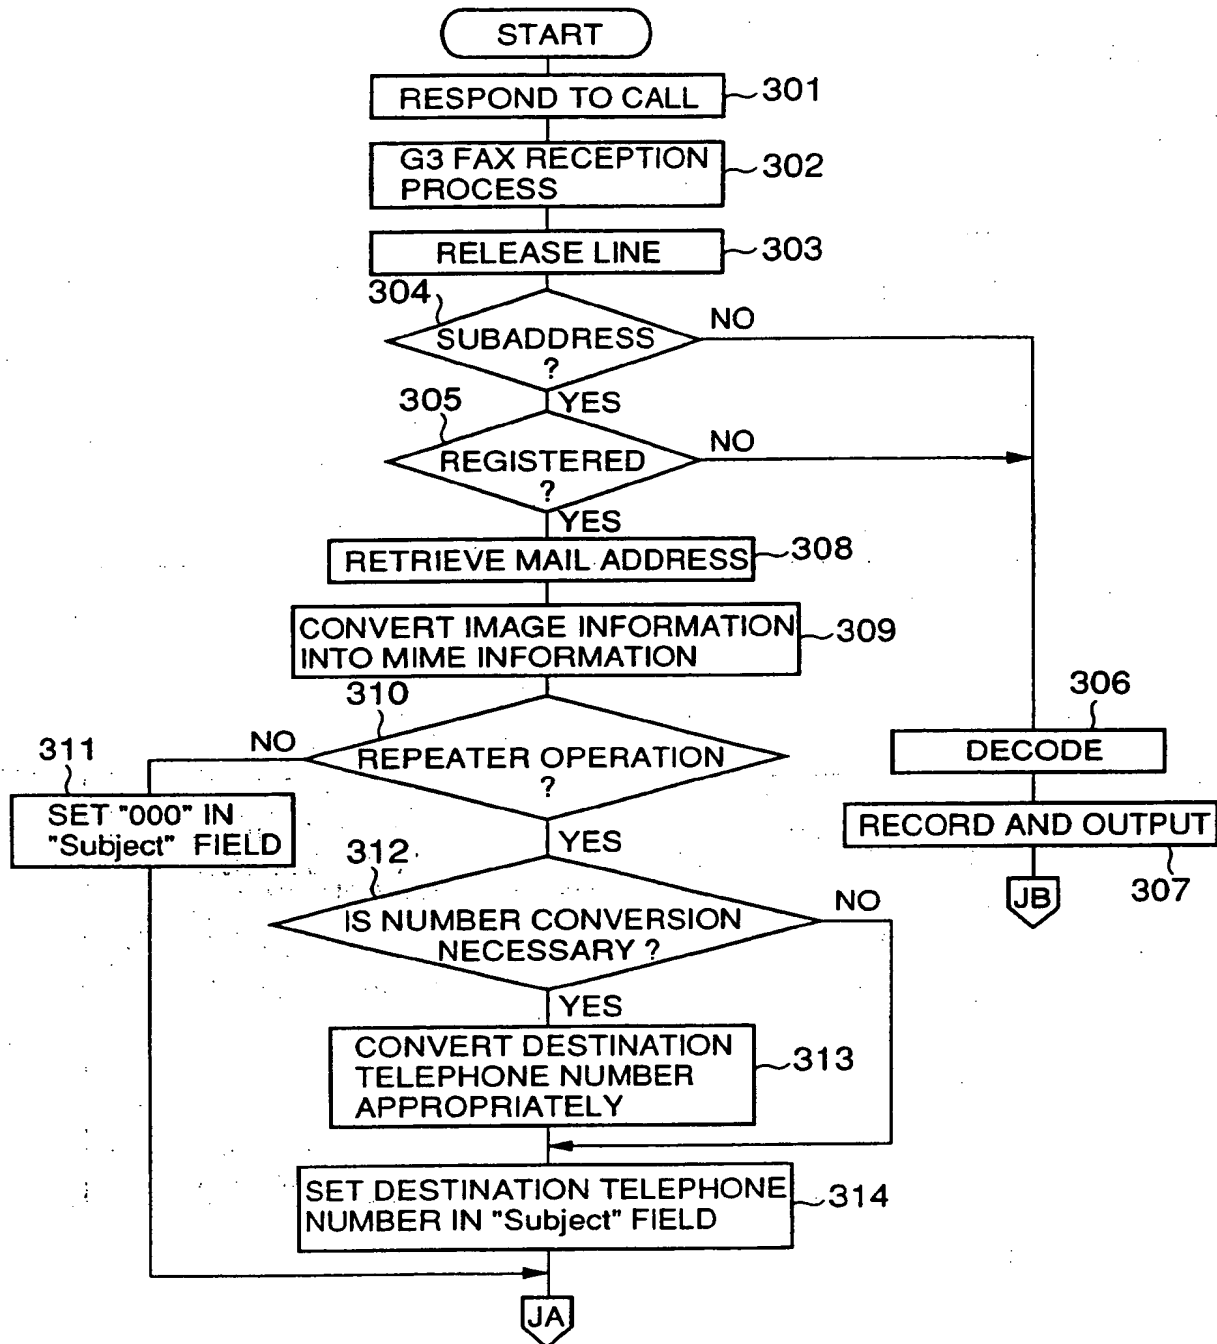 START
RESPOND TO CALL
301
G3 FAX RECEPTION
PROCESS
302
RELEASE LINE
303
304
SUBADDRESS
?
NO
YES
305
REGISTERED
?
NO
YES
RETRIEVE MAIL ADDRESS
308
CONVERT IMAGE INFORMATION
INTO MIME INFORMATION
309
310
REPEATER OPERATION
?
NO
YES
311
SET "000" IN
"Subject" FIELD
306
DECODE
RECORD AND OUTPUT
307
JB
312
IS NUMBER CONVERSION
NECESSARY ?
NO
YES
CONVERT DESTINATION
TELEPHONE NUMBER
APPROPRIATELY
313
SET DESTINATION TELEPHONE
NUMBER IN "Subject" FIELD
314
JA